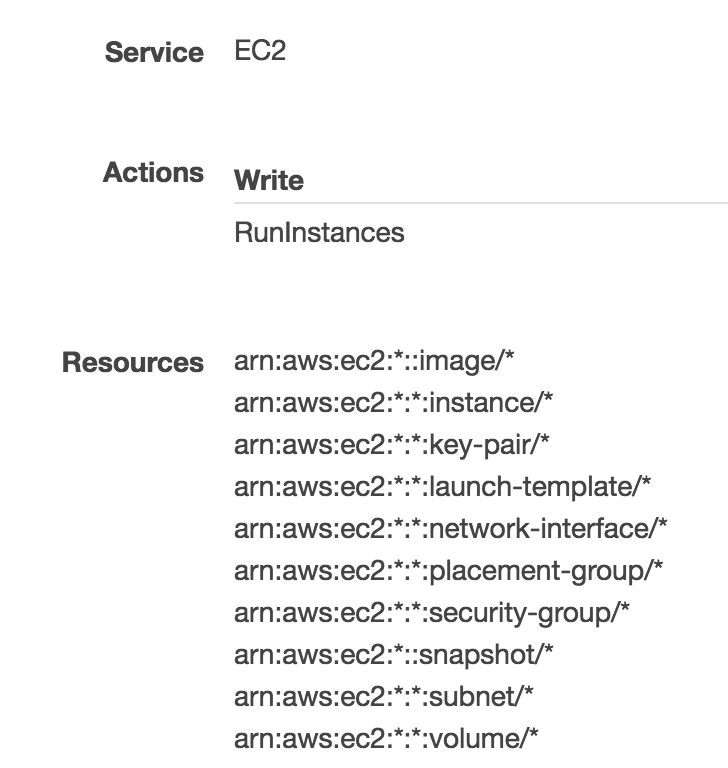 Service EC2
Actions Write
RunInstances
Resources arn:aws:ec2:*::image/*
arn:aws:ec2:*:*:instance/*
arn:aws:ec2:*:*:key-pair/*
arn:aws:ec2:*:*:launch-template/*
arn:aws:ec2:*:*:network-interface/*
arn:aws:ec2:*:*:placement-group/*
arn:aws:ec2:*:*:security-group/*
arn:aws:ec2:*::snapshot/*
arn:aws:ec2:*:*:subnet/*
arn:aws:ec2:*:*:volume/*